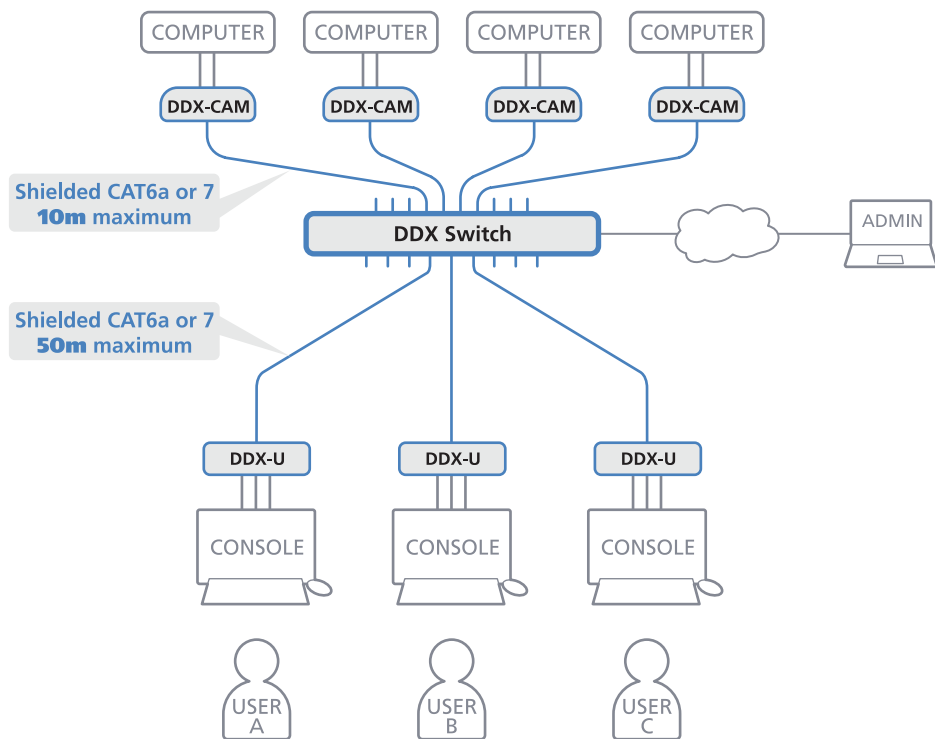 COMPUTER COMPUTER COMPUTER COMPUTER
DDX-CAM DDX-CAM DDX-CAM DDX-CAM
Shielded CAT6a or 7
10m maximum
DDX Switch
ADMIN
Shielded CAT6a or 7
50m maximum
DDX-U DDX-U DDX-U
CONSOLE CONSOLE CONSOLE
USER A
USER B
USER C